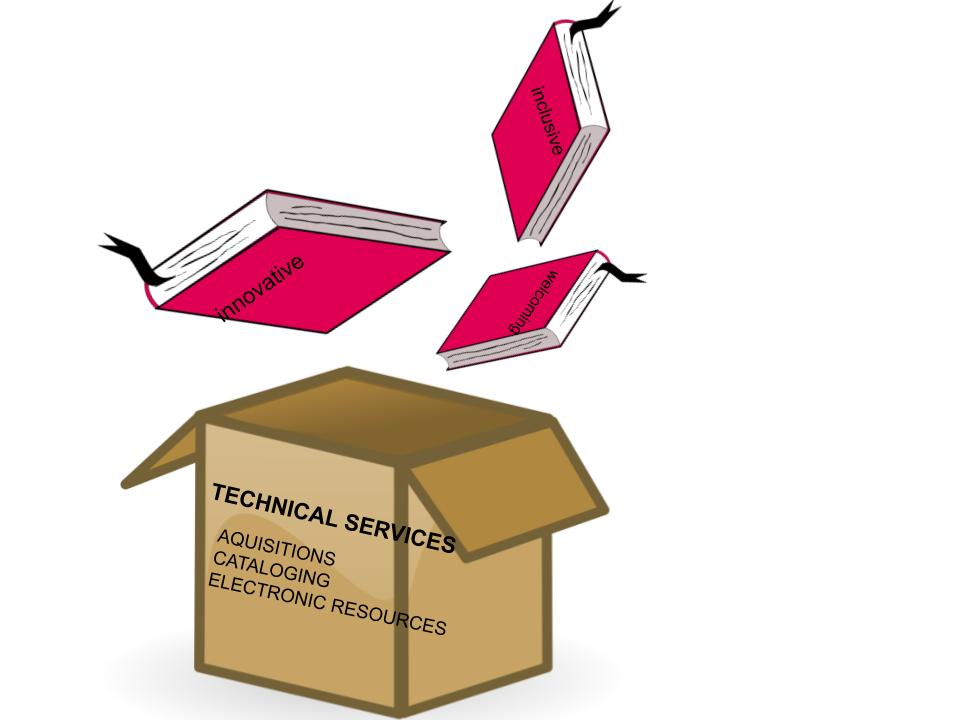 inclusive
innovative
welcoming
TECHNICAL SERVICES
AQUISITIONS
CATALOGING
ELECTRONIC RESOURCES